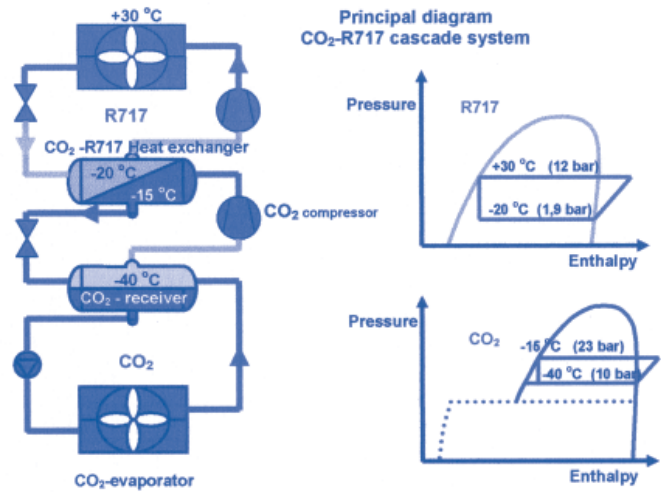 +30 °C
Principal diagram
CO₂-R717 cascade system
R717
CO₂ -R717 Heat exchanger
-20 °C
-15 °C
CO₂ compressor
-40 °C
CO₂ - receiver
CO₂
CO₂-evaporator
Pressure
R717
+30 °C (12 bar)
-20 °C (1,9 bar)
Enthalpy
Pressure
CO₂
-15 °C (23 bar)
-40 °C (10 bar)
Enthalpy